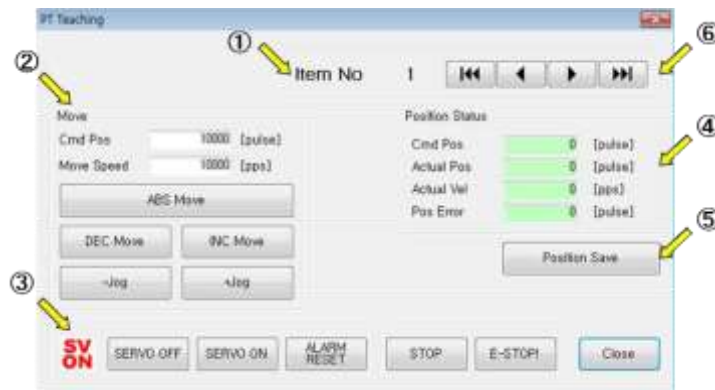 PT Teaching
①
⑥
Item No 1
②
Move
Position Status
④
Cmd Pos 10000 [pulse]
Cmd Pos 0 [pulse]
Move Speed 10000 [pps]
Actual Pos 0 [pulse]
ABS Move
Actual Vel 0 [pps]
Pos Error 0 [pulse]
⑤
DEC Move
INC Move
Position Save
-Jog
+Jog
③
SV ON
SERVO OFF
SERVO ON
ALARM RESET
STOP
E-STOP!
Close